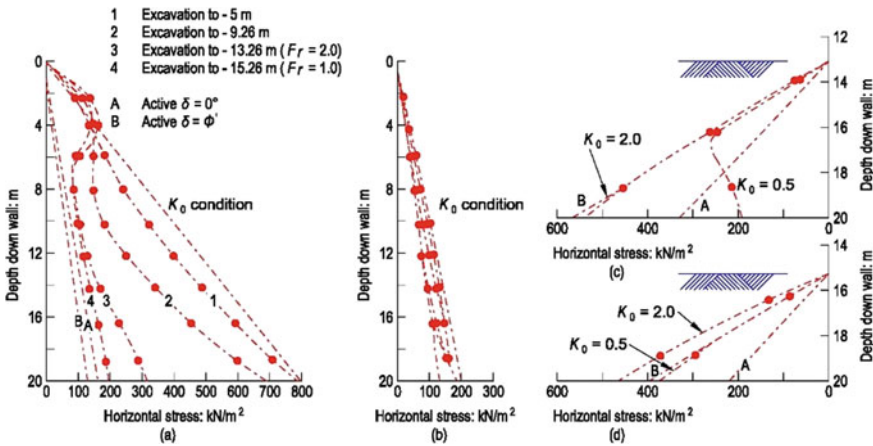 1 Excavation to - 5 m
2 Excavation to - 9.26 m
3 Excavation to - 13.26 m ( Fr = 2.0)
4 Excavation to - 15.26 m ( Fr = 1.0)
A Active δ = 0°
B Active δ = Φ'
0
4
8
12
16
20
Depth down wall: m
K0 condition
1
2
3
4
B
A
0 100 200 300 400 500 600 700 800
Horizontal stress: kN/m²
(a)
0
4
8
12
16
20
Depth down wall: m
K0 condition
0 100 200 300
Horizontal stress: kN/m²
(b)
12
14
16
18
20
Depth down wall: m
K0 = 2.0
K0 = 0.5
B
A
600 400 200 0
Horizontal stress: kN/m²
(c)
14
16
18
20
Depth down wall: m
K0 = 2.0
K0 = 0.5
B
A
600 400 200 0
Horizontal stress: kN/m²
(d)